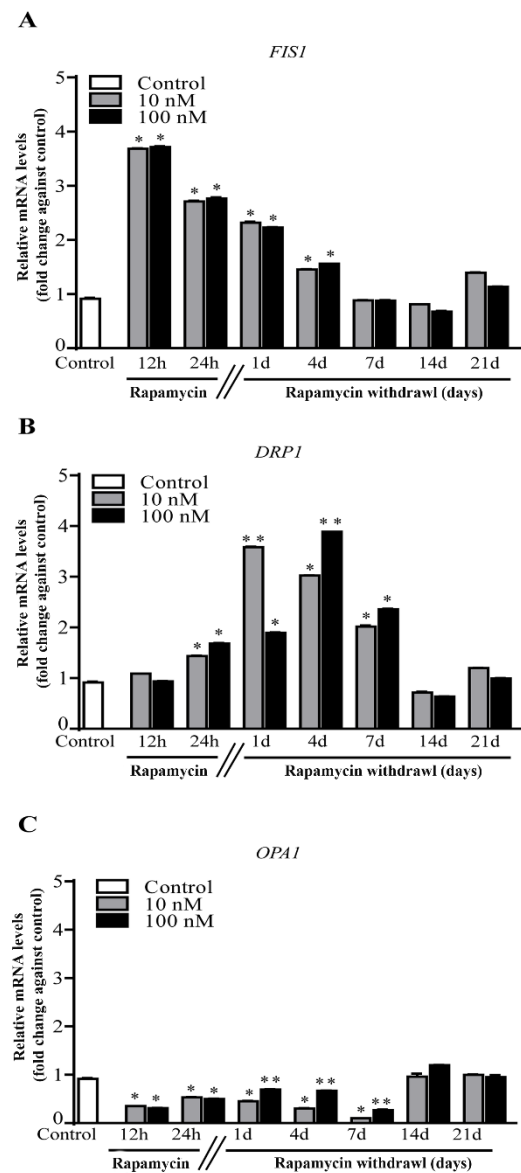 A
FIS1
Relative mRNA levels
(fold change against control)
5
4
3
2
1
0
Control
10 nM
100 nM
* * * * * * * *
Control 12h 24h 1d 4d 7d 14d 21d
Rapamycin // Rapamycin withdrawl (days)
B
DRP1
Relative mRNA levels
(fold change against control)
5
4
3
2
1
0
Control
10 nM
100 nM
* * ** * * ** * *
Control 12h 24h 1d 4d 7d 14d 21d
Rapamycin // Rapamycin withdrawl (days)
C
OPA1
Relative mRNA levels
(fold change against control)
5
4
3
2
1
0
Control
10 nM
100 nM
* * * * * ** * ** * **
Control 12h 24h 1d 4d 7d 14d 21d
Rapamycin // Rapamycin withdrawl (days)